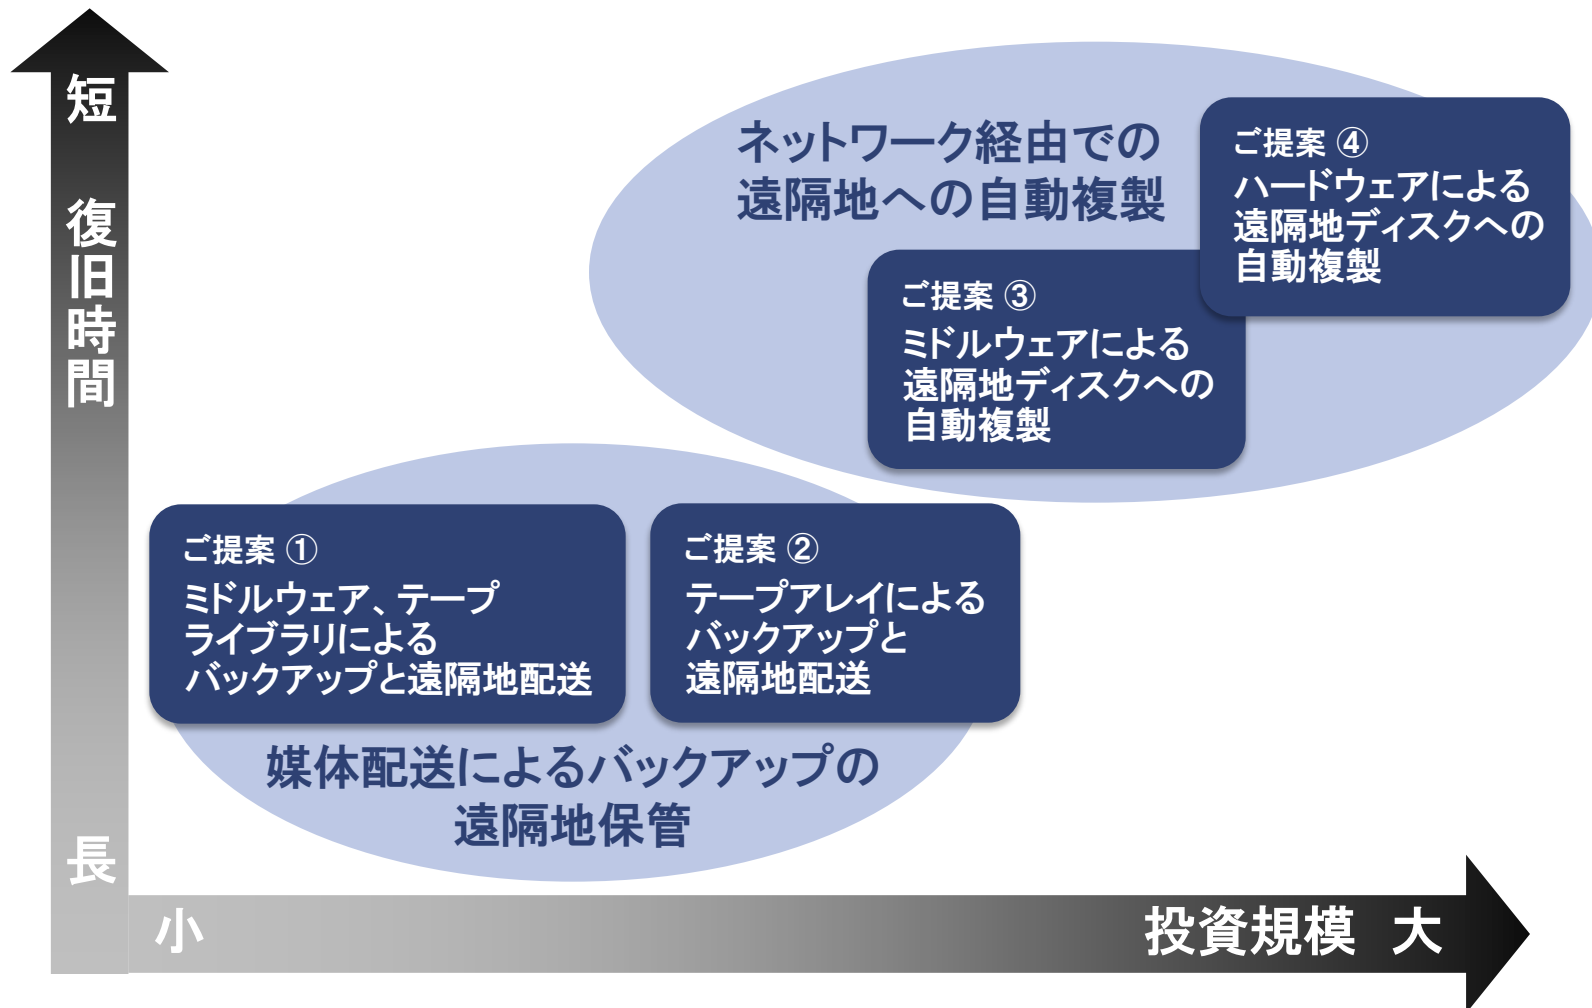 短
復旧時間
長
ネットワーク経由での
遠隔地への自動複製
ご提案 ④
ハードウェアによる
遠隔地ディスクへの
自動複製
ご提案 ③
ミドルウェアによる
遠隔地ディスクへの
自動複製
ご提案 ①
ミドルウェア、テープ
ライブラリによる
バックアップと遠隔地配送
ご提案 ②
テープアレイによる
バックアップと
遠隔地配送
媒体配送によるバックアップの
遠隔地保管
小
投資規模 大